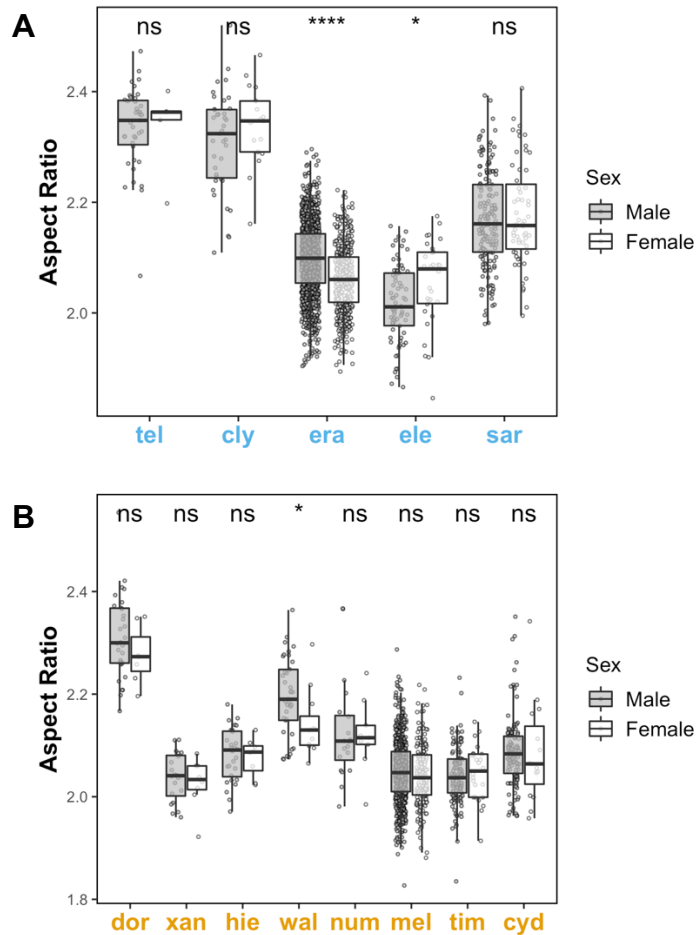 A
ns ns **** * ns
2.4
2.2
2.0
Aspect Ratio
tel cly era ele sar
Sex
Male
Female
B
ns ns ns * ns ns ns ns
2.4
2.2
2.0
1.8
Aspect Ratio
dor xan hie wal num mel tim cyd
Sex
Male
Female